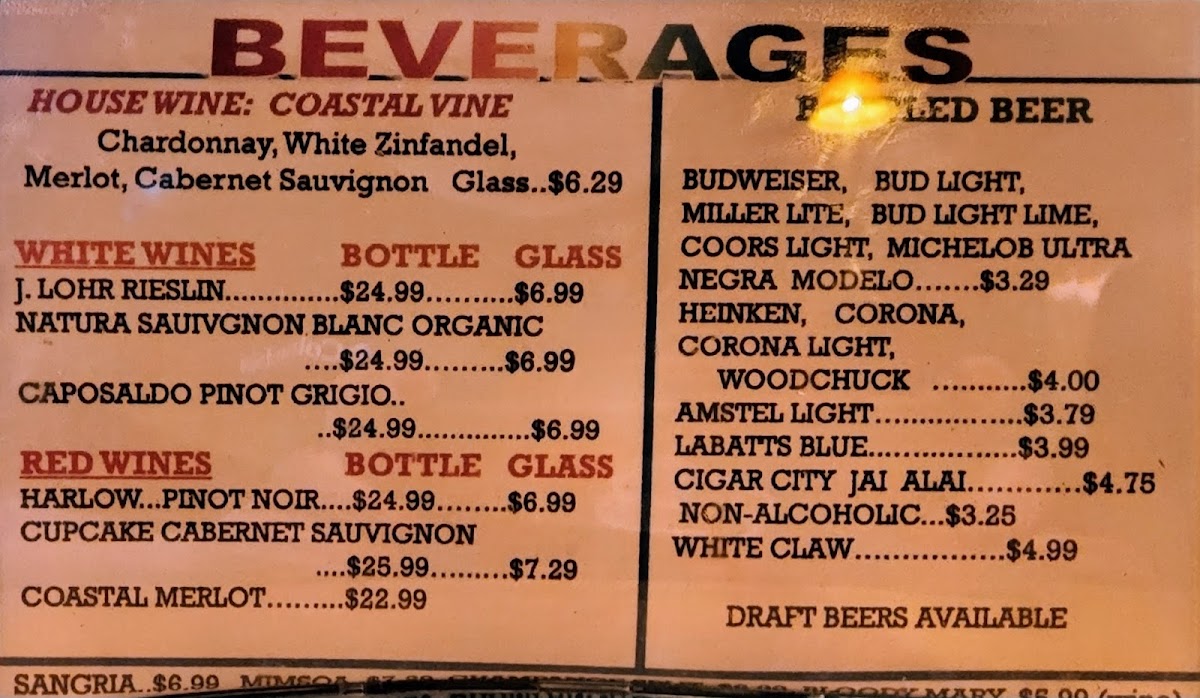 BEVERAGES
HOUSE WINE: COASTAL VINE
Chardonnay, White Zinfandel,
Merlot, Cabernet Sauvignon Glass..$6.29
WHITE WINES BOTTLE GLASS
J. LOHR RIESLIN..............$24.99..........$6.99
NATURA SAUIVGNON BLANC ORGANIC
....$24.99.........$6.99
CAPOSALDO PINOT GRIGIO..
..$24.99..............$6.99
RED WINES BOTTLE GLASS
HARLOW...PINOT NOIR....$24.99.........$6.99
CUPCAKE CABERNET SAUVIGNON
....$25.99.........$7.29
COASTAL MERLOT.........$22.99
BEER
BUDWEISER, BUD LIGHT,
MILLER LITE, BUD LIGHT LIME,
COORS LIGHT, MICHELOB ULTRA
NEGRA MODELO.......$3.29
HEINKEN, CORONA,
CORONA LIGHT,
WOODCHUCK ...........$4.00
AMSTEL LIGHT.................$3.79
LABATTS BLUE.................$3.99
CIGAR CITY JAI ALAI............$4.75
NON-ALCOHOLIC...$3.25
WHITE CLAW.................$4.99
DRAFT BEERS AVAILABLE
SANGRIA..$6.99 MIMSOA BLOODY MARY